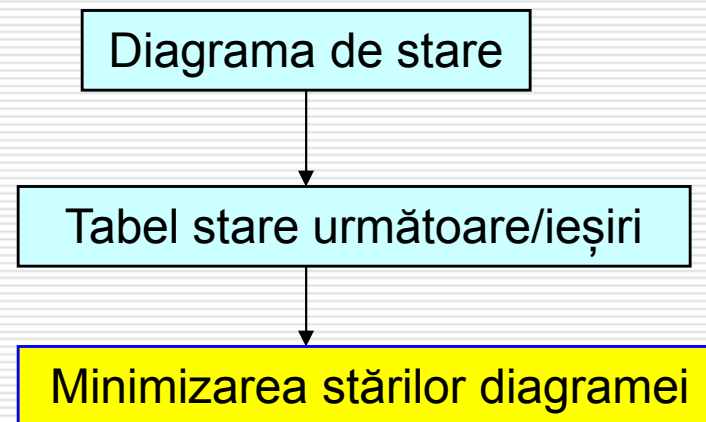 Diagrama de stare
Tabel stare următoare/ieșiri
Minimizarea stărilor diagramei